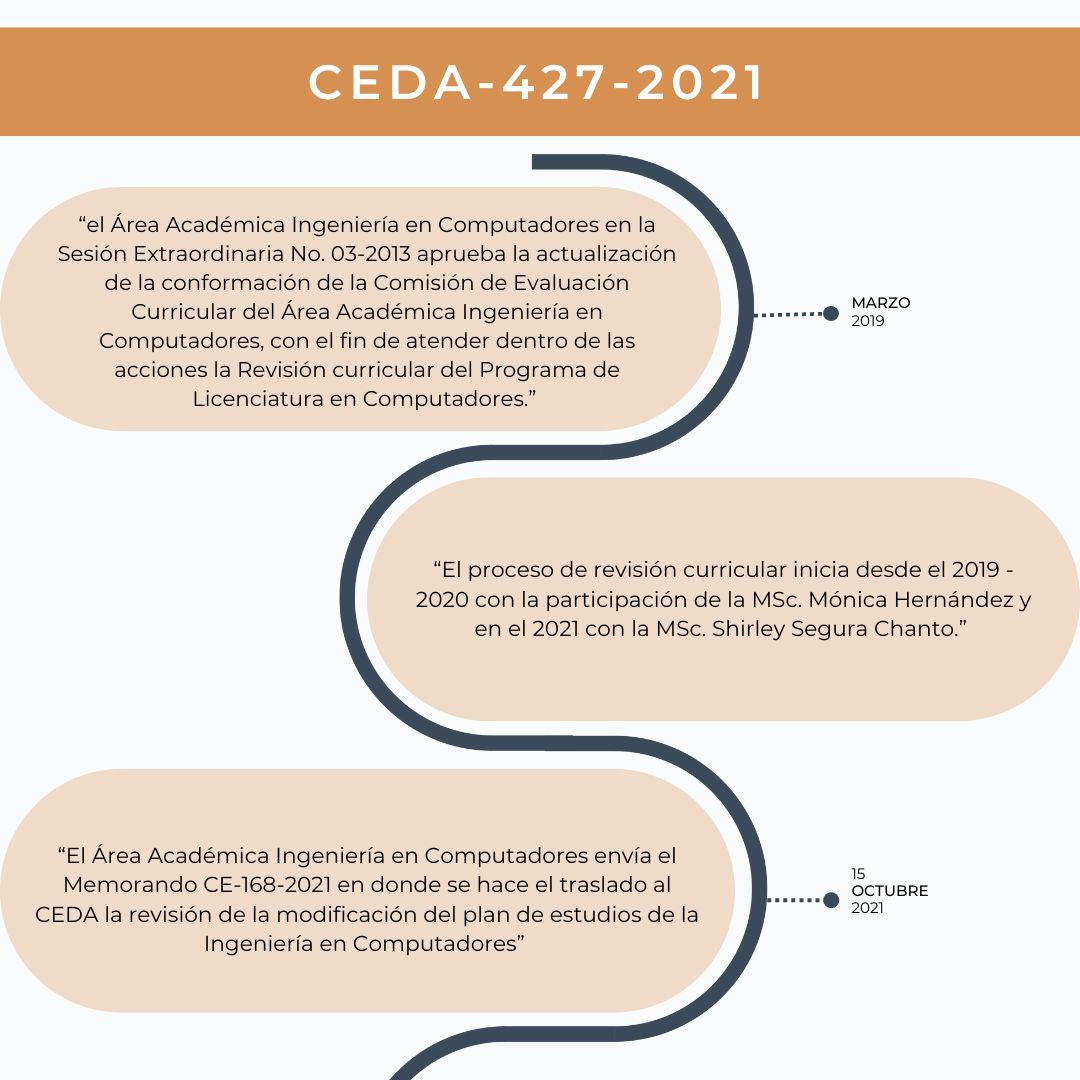 CEDA-427-2021
“el Área Académica Ingeniería en Computadores en la
Sesión Extraordinaria No. 03-2013 aprueba la actualización
de la conformación de la Comisión de Evaluación
Curricular del Área Académica Ingeniería en
Computadores, con el fin de atender dentro de las
acciones la Revisión curricular del Programa de
Licenciatura en Computadores.”
MARZO
2019
“El proceso de revisión curricular inicia desde el 2019 -
2020 con la participación de la MSc. Mónica Hernández y
en el 2021 con la MSc. Shirley Segura Chanto.”
“El Área Académica Ingeniería en Computadores envía el
Memorando CE-168-2021 en donde se hace el traslado al
CEDA la revisión de la modificación del plan de estudios de la
Ingeniería en Computadores”
15
OCTUBRE
2021